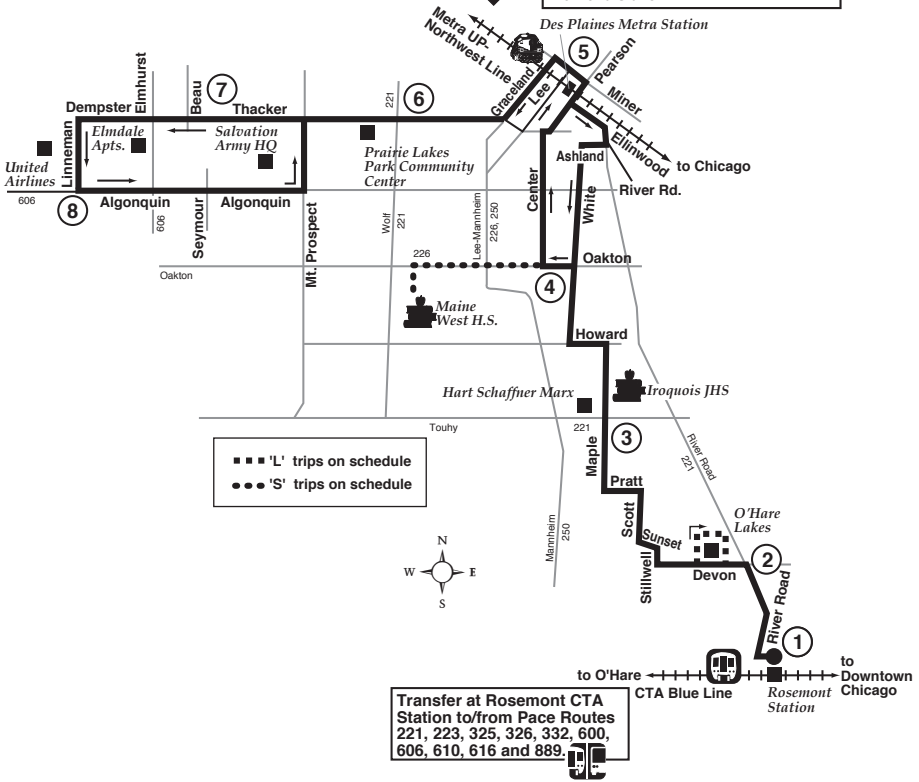 Des Plaines Metra Station
Metra UP-
Northwest Line
5
Pearson
Miner
Graceland
Lee
Ellinwood
to Chicago
Ashland
River Rd.
Elmhurst
Beau
7
221
6
Dempster
Thacker
Linneman
Elmdale
Apts.
Salvation
Army HQ
Prairie Lakes
Park Community
Center
United
Airlines
606
8
Algonquin
Algonquin
606
Seymour
Mt. Prospect
Wolf
221
Lee-Mannheim
226, 250
Center
White
226
Oakton
Oakton
4
Maine
West H.S.
Howard
Hart Schaffner Marx
Iroquois JHS
Touhy
221
3
Maple
River Road
221
'L' trips on schedule
'S' trips on schedule
Pratt
Scott
Sunset
O'Hare
Lakes
Mannheim
250
Stillwell
Devon
2
N
W
E
S
River Road
1
to O'Hare
CTA Blue Line
Rosemont
Station
to
Downtown
Chicago
Transfer at Rosemont CTA
Station to/from Pace Routes
221, 223, 325, 326, 332, 600,
606, 610, 616 and 889.